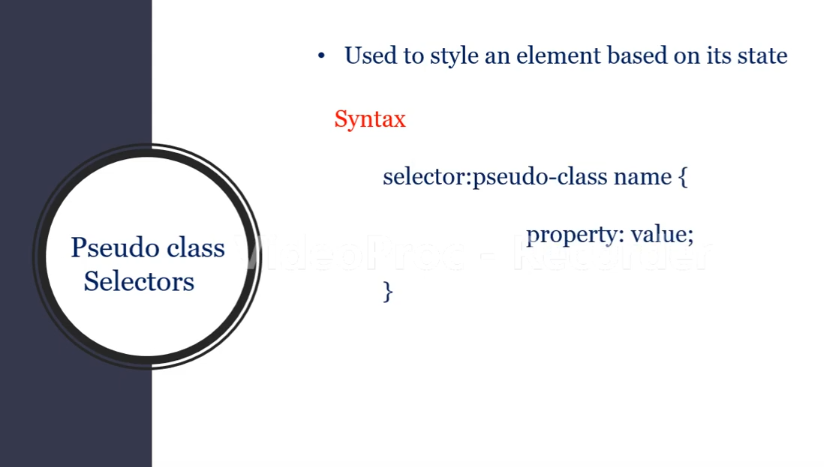 • Used to style an element based on its state
Syntax
selector:pseudo-class name {
property: value;
}
Pseudo class
Selectors
VideoProc - Recorder